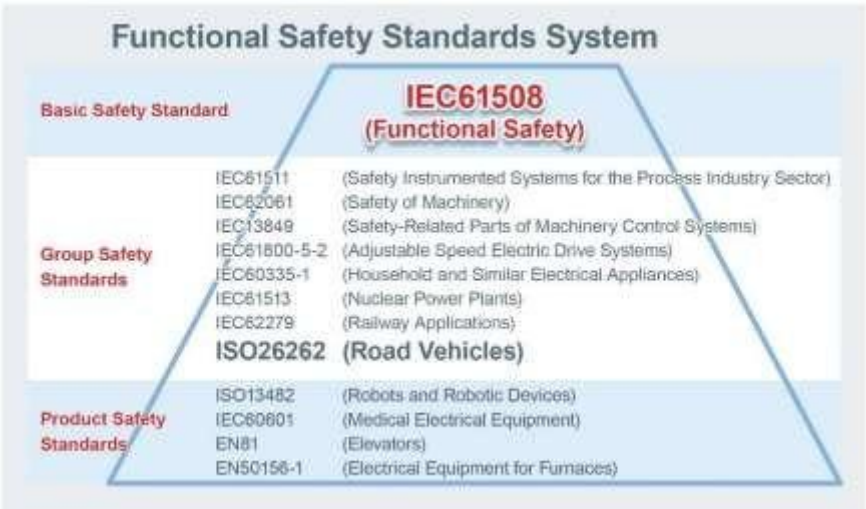 Functional Safety Standards System
Basic Safety Standard
IEC61508
(Functional Safety)
Group Safety
Standards
IEC61511 (Safety Instrumented Systems for the Process Industry Sector)
IEC62061 (Safety of Machinery)
IEC13849 (Safety-Related Parts of Machinery Control Systems)
IEC61800-5-2 (Adjustable Speed Electric Drive Systems)
IEC60335-1 (Household and Similar Electrical Appliances)
IEC61513 (Nuclear Power Plants)
IEC62279 (Railway Applications)
ISO26262 (Road Vehicles)
Product Safety
Standards
ISO13482 (Robots and Robotic Devices)
IEC60601 (Medical Electrical Equipment)
EN81 (Elevators)
EN50156-1 (Electrical Equipment for Furnaces)